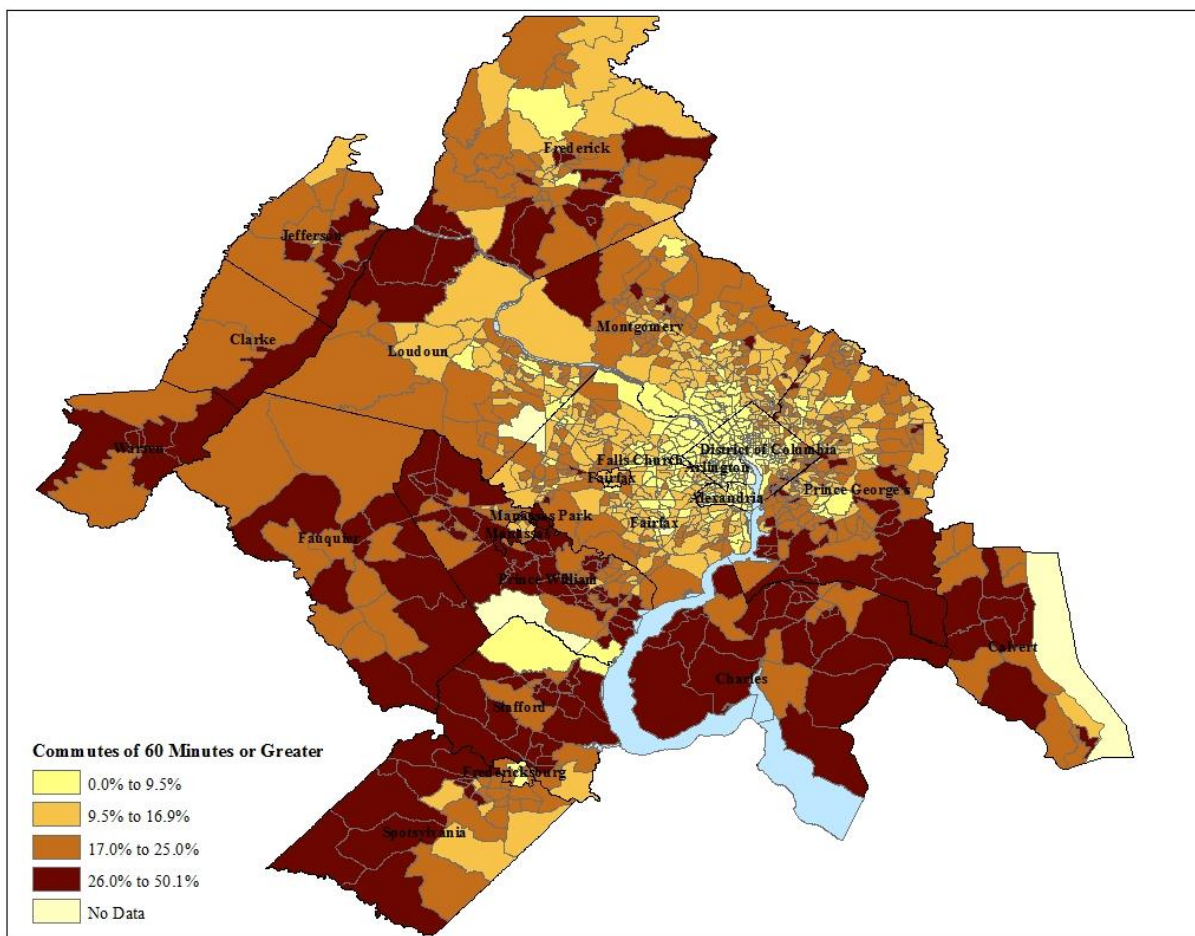 Frederick
Jefferson
Clarke
Loudoun
Montgomery
Warren
Falls Church
District of Columbia
Arlington
Fairfax
Alexandria
Prince George's
Manassas Park
Manassas
Fairfax
Fauquier
Prince William
Calvert
Charles
Stafford
Fredericksburg
Spotsylvania
Commutes of 60 Minutes or Greater
0.0% to 9.5%
9.5% to 16.9%
17.0% to 25.0%
26.0% to 50.1%
No Data